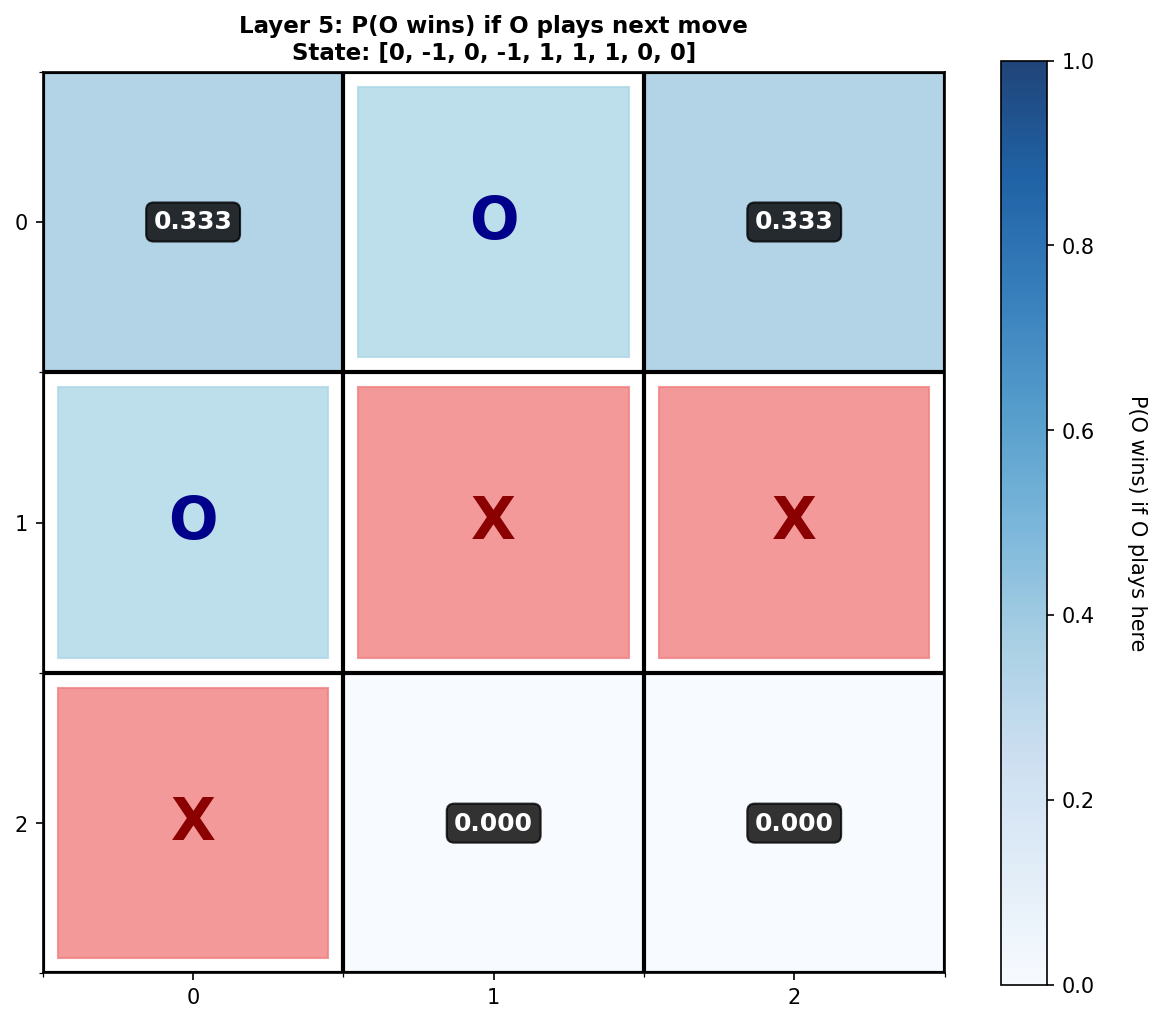 Layer 5: P(O wins) if O plays next move
State: [0, -1, 0, -1, 1, 1, 1, 0, 0]
0.333 O 0.333
O X X
X 0.000 0.000
0
1
2
0 1 2
1.0
0.8
0.6
0.4
0.2
0.0
P(O wins) if O plays here